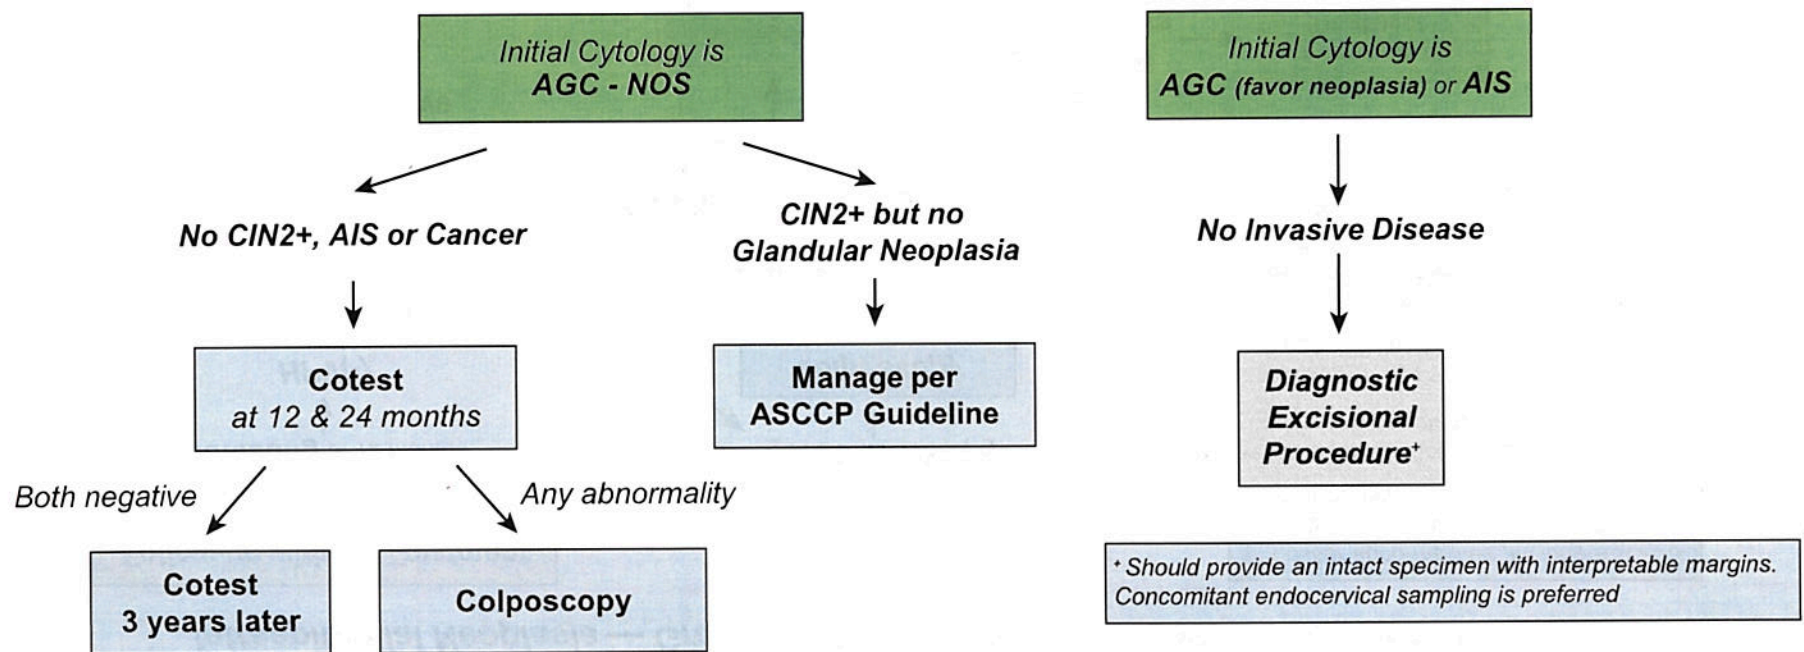 Initial Cytology is
AGC - NOS
No CIN2+, AIS or Cancer
CIN2+ but no
Glandular Neoplasia
Cotest
at 12 & 24 months
Manage per
ASCCP Guideline
Both negative
Any abnormality
Cotest
3 years later
Colposcopy
Initial Cytology is
AGC (favor neoplasia) or AIS
No Invasive Disease
Diagnostic
Excisional
Procedure+
+ Should provide an intact specimen with interpretable margins.
Concomitant endocervical sampling is preferred